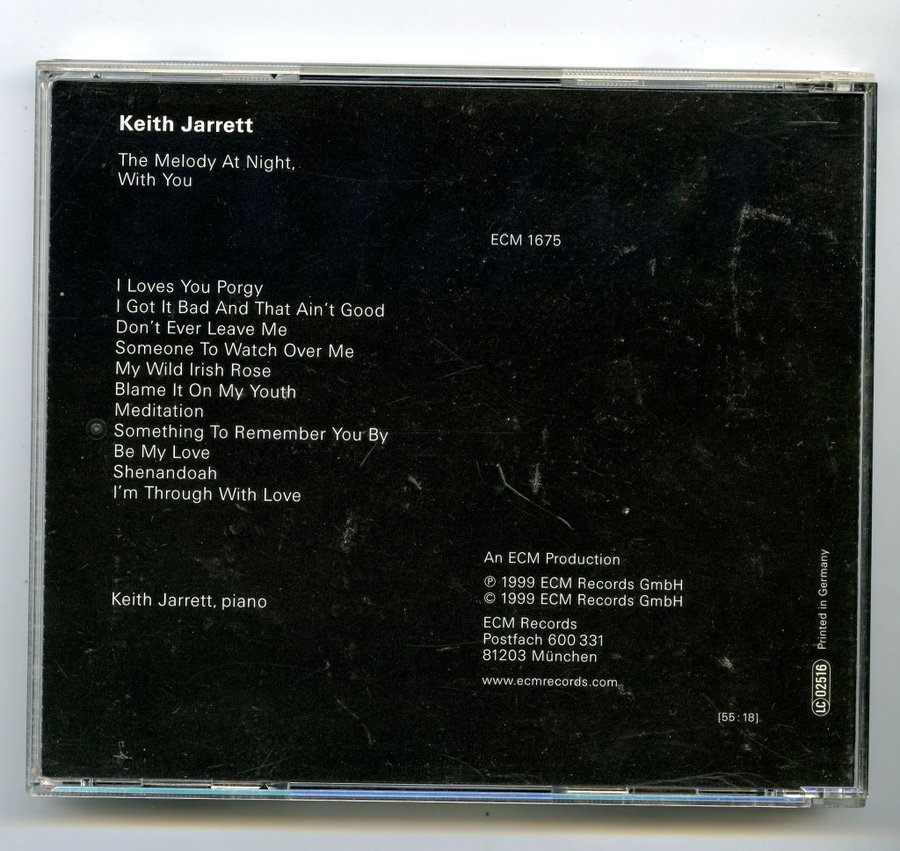 Keith Jarrett
The Melody At Night,
With You
ECM 1675
I Loves You Porgy
I Got It Bad And That Ain't Good
Don't Ever Leave Me
Someone To Watch Over Me
My Wild Irish Rose
Blame It On My Youth
Meditation
Something To Remember You By
Be My Love
Shenandoah
I'm Through With Love
Keith Jarrett, piano
An ECM Production
℗ 1999 ECM Records GmbH
© 1999 ECM Records GmbH
ECM Records
Postfach 600 331
81203 München
www.ecmrecords.com
[55:18]
LC 02516
Printed in Germany